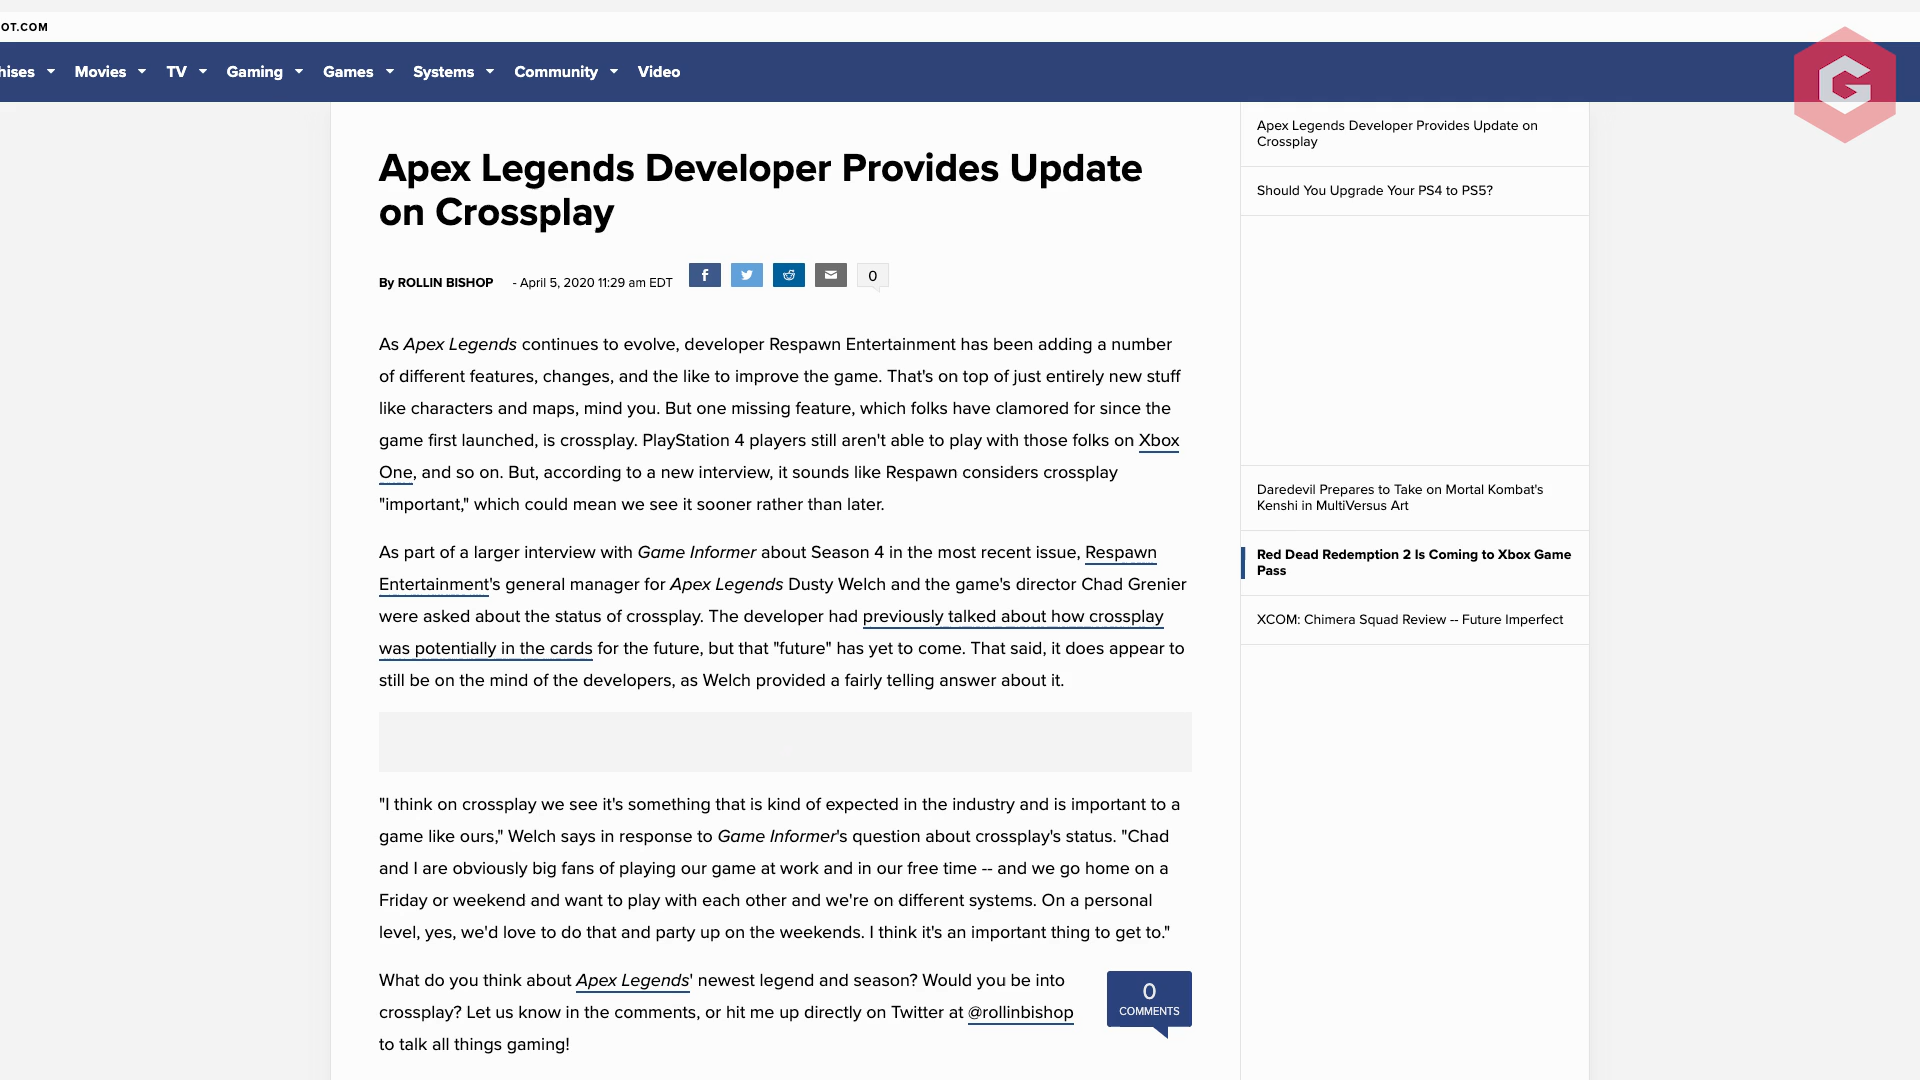 OT.COM
hises Movies TV Gaming Games Systems Community Video
G
Apex Legends Developer Provides Update
on Crossplay
By ROLLIN BISHOP - April 5, 2020 11:29 am EDT
f
0
As Apex Legends continues to evolve, developer Respawn Entertainment has been adding a number
of different features, changes, and the like to improve the game. That's on top of just entirely new stuff
like characters and maps, mind you. But one missing feature, which folks have clamored for since the
game first launched, is crossplay. PlayStation 4 players still aren't able to play with those folks on Xbox
One, and so on. But, according to a new interview, it sounds like Respawn considers crossplay
"important," which could mean we see it sooner rather than later.
As part of a larger interview with Game Informer about Season 4 in the most recent issue, Respawn
Entertainment's general manager for Apex Legends Dusty Welch and the game's director Chad Grenier
were asked about the status of crossplay. The developer had previously talked about how crossplay
was potentially in the cards for the future, but that "future" has yet to come. That said, it does appear to
still be on the mind of the developers, as Welch provided a fairly telling answer about it.
"I think on crossplay we see it's something that is kind of expected in the industry and is important to a
game like ours," Welch says in response to Game Informer's question about crossplay's status. "Chad
and I are obviously big fans of playing our game at work and in our free time -- and we go home on a
Friday or weekend and want to play with each other and we're on different systems. On a personal
level, yes, we'd love to do that and party up on the weekends. I think it's an important thing to get to."
What do you think about Apex Legends' newest legend and season? Would you be into
crossplay? Let us know in the comments, or hit me up directly on Twitter at @rollinbishop
to talk all things gaming!
0
COMMENTS
Apex Legends Developer Provides Update on
Crossplay
Should You Upgrade Your PS4 to PS5?
Daredevil Prepares to Take on Mortal Kombat's
Kenshi in MultiVersus Art
Red Dead Redemption 2 Is Coming to Xbox Game
Pass
XCOM: Chimera Squad Review -- Future Imperfect